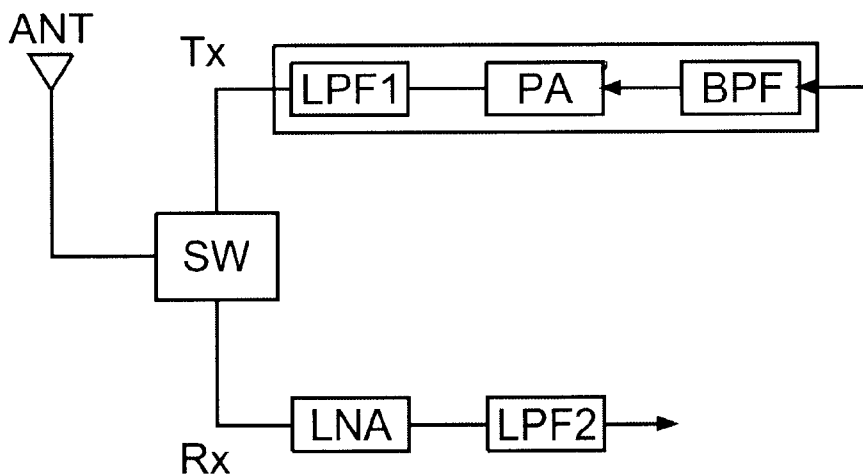 ANT
Tx
LPF1
PA
BPF
SW
LNA
LPF2
Rx